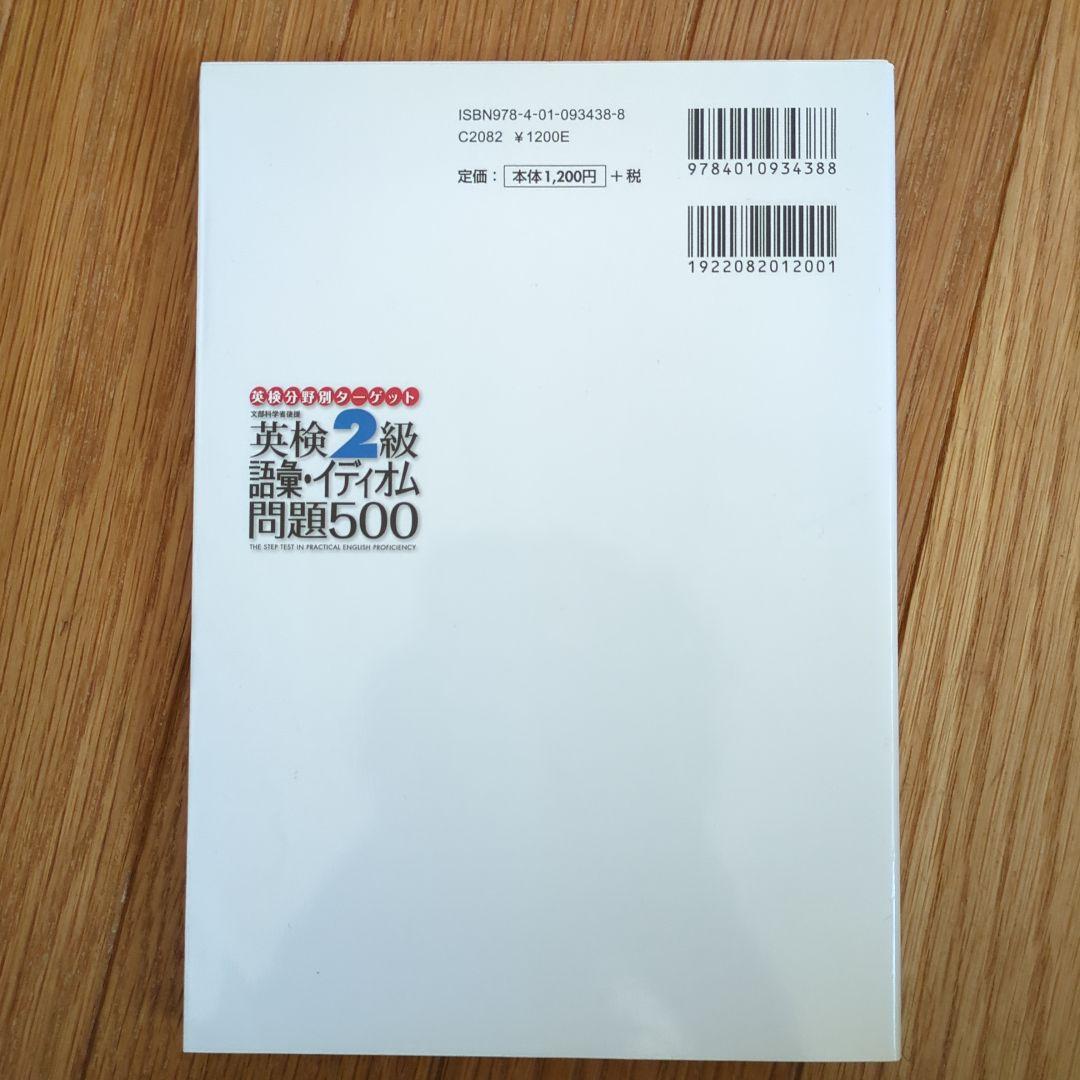 ISBN978-4-01-093438-8
C2082 ¥1200E
定価： 本体1,200円 +税
9784010934388
1922082012001
英検分野別ターゲット
文部科学省後援
英検2級
語彙・イディオム
問題500
THE STEP TEST IN PRACTICAL ENGLISH PROFICIENCY